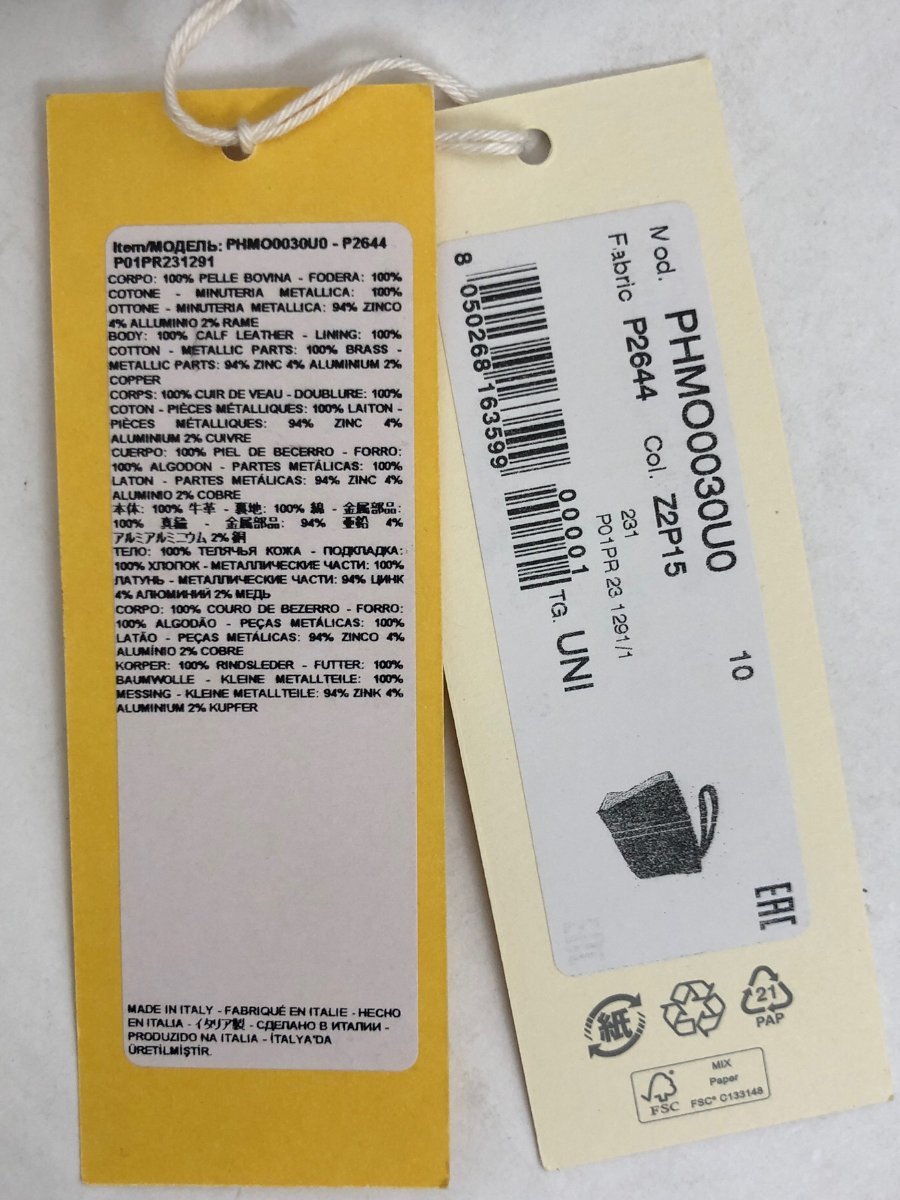 Item/МОДЕЛЬ: PHMO0030U0 - P2644
P01PR231291
CORPO: 100% PELLE BOVINA - FODERA: 100%
COTONE - MINUTERIA METALLICA: 100%
OTTONE - MINUTERIA METALLICA: 94% ZINCO
4% ALLUMINIO 2% RAME
BODY: 100% CALF LEATHER - LINING: 100%
COTTON - METALLIC PARTS: 100% BRASS -
METALLIC PARTS: 94% ZINC 4% ALUMINIUM 2%
COPPER
CORPS: 100% CUIR DE VEAU - DOUBLURE: 100%
COTON - PIÈCES MÉTALLIQUES: 100% LAITON -
PIÈCES MÉTALLIQUES: 94% ZINC 4%
ALUMINIUM 2% CUIVRE
CUERPO: 100% PIEL DE BECERRO - FORRO:
100% ALGODON - PARTES METÁLICAS: 100%
LATON - PARTES METÁLICAS: 94% ZINC 4%
ALUMINIO 2% COBRE
本体: 100% 牛革 - 裏地: 100% 綿 - 金属部品:
100% 真鍮 - 金属部品: 94% 亜鉛 4%
アルミアルミニウム 2% 銅
ТЕЛО: 100% ТЕЛЯЧЬЯ КОЖА - ПОДКЛАДКА:
100% ХЛОПОК - МЕТАЛЛИЧЕСКИЕ ЧАСТИ: 100%
ЛАТУНЬ - МЕТАЛЛИЧЕСКИЕ ЧАСТИ: 94% ЦИНК
4% АЛЮМИНИЙ 2% МЕДЬ
CORPO: 100% COURO DE BEZERRO - FORRO:
100% ALGODÃO - PEÇAS METÁLICAS: 100%
LATÃO - PEÇAS METÁLICAS: 94% ZINCO 4%
ALUMÍNIO 2% COBRE
KORPER: 100% RINDSLEDER - FUTTER: 100%
BAUMWOLLE - KLEINE METALLTEILE: 100%
MESSING - KLEINE METALLTEILE: 94% ZINK 4%
ALUMINIUM 2% KUPFER
MADE IN ITALY - FABRIQUÉ EN ITALIE - HECHO
EN ITALIA - イタリア製 - СДЕЛАНО В ИТАЛИИ -
PRODUZIDO NA ITALIA - İTALYA'DA
ÜRETİLMİŞTİR.
Mod. PHMO0030U0 10
Fabric P2644 Col. Z2P15
231
P01PR 23 1291/1
8 050268 163599
00001
TG. UNI
EAC
紙
21
PAP
MIX
Paper
FSC
FSC® C133148